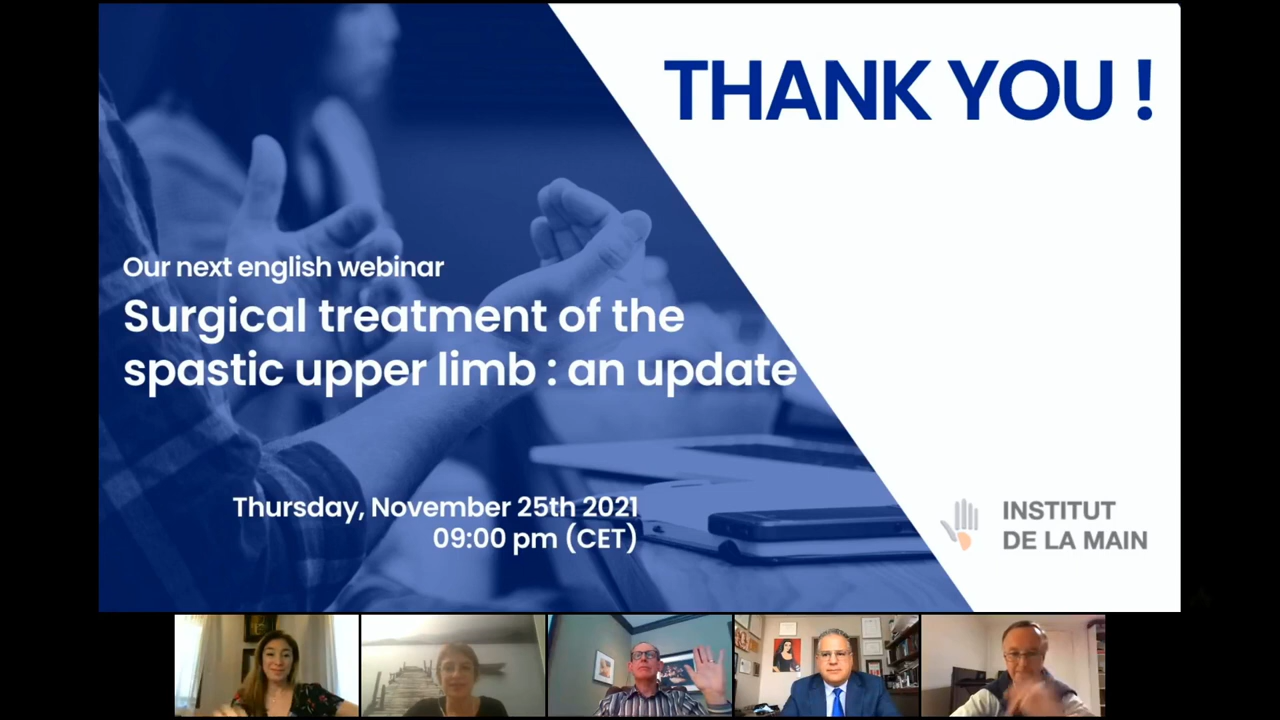 THANK YOU !
Our next english webinar
Surgical treatment of the
spastic upper limb : an update
Thursday, November 25th 2021
09:00 pm (CET)
INSTITUT
DE LA MAIN